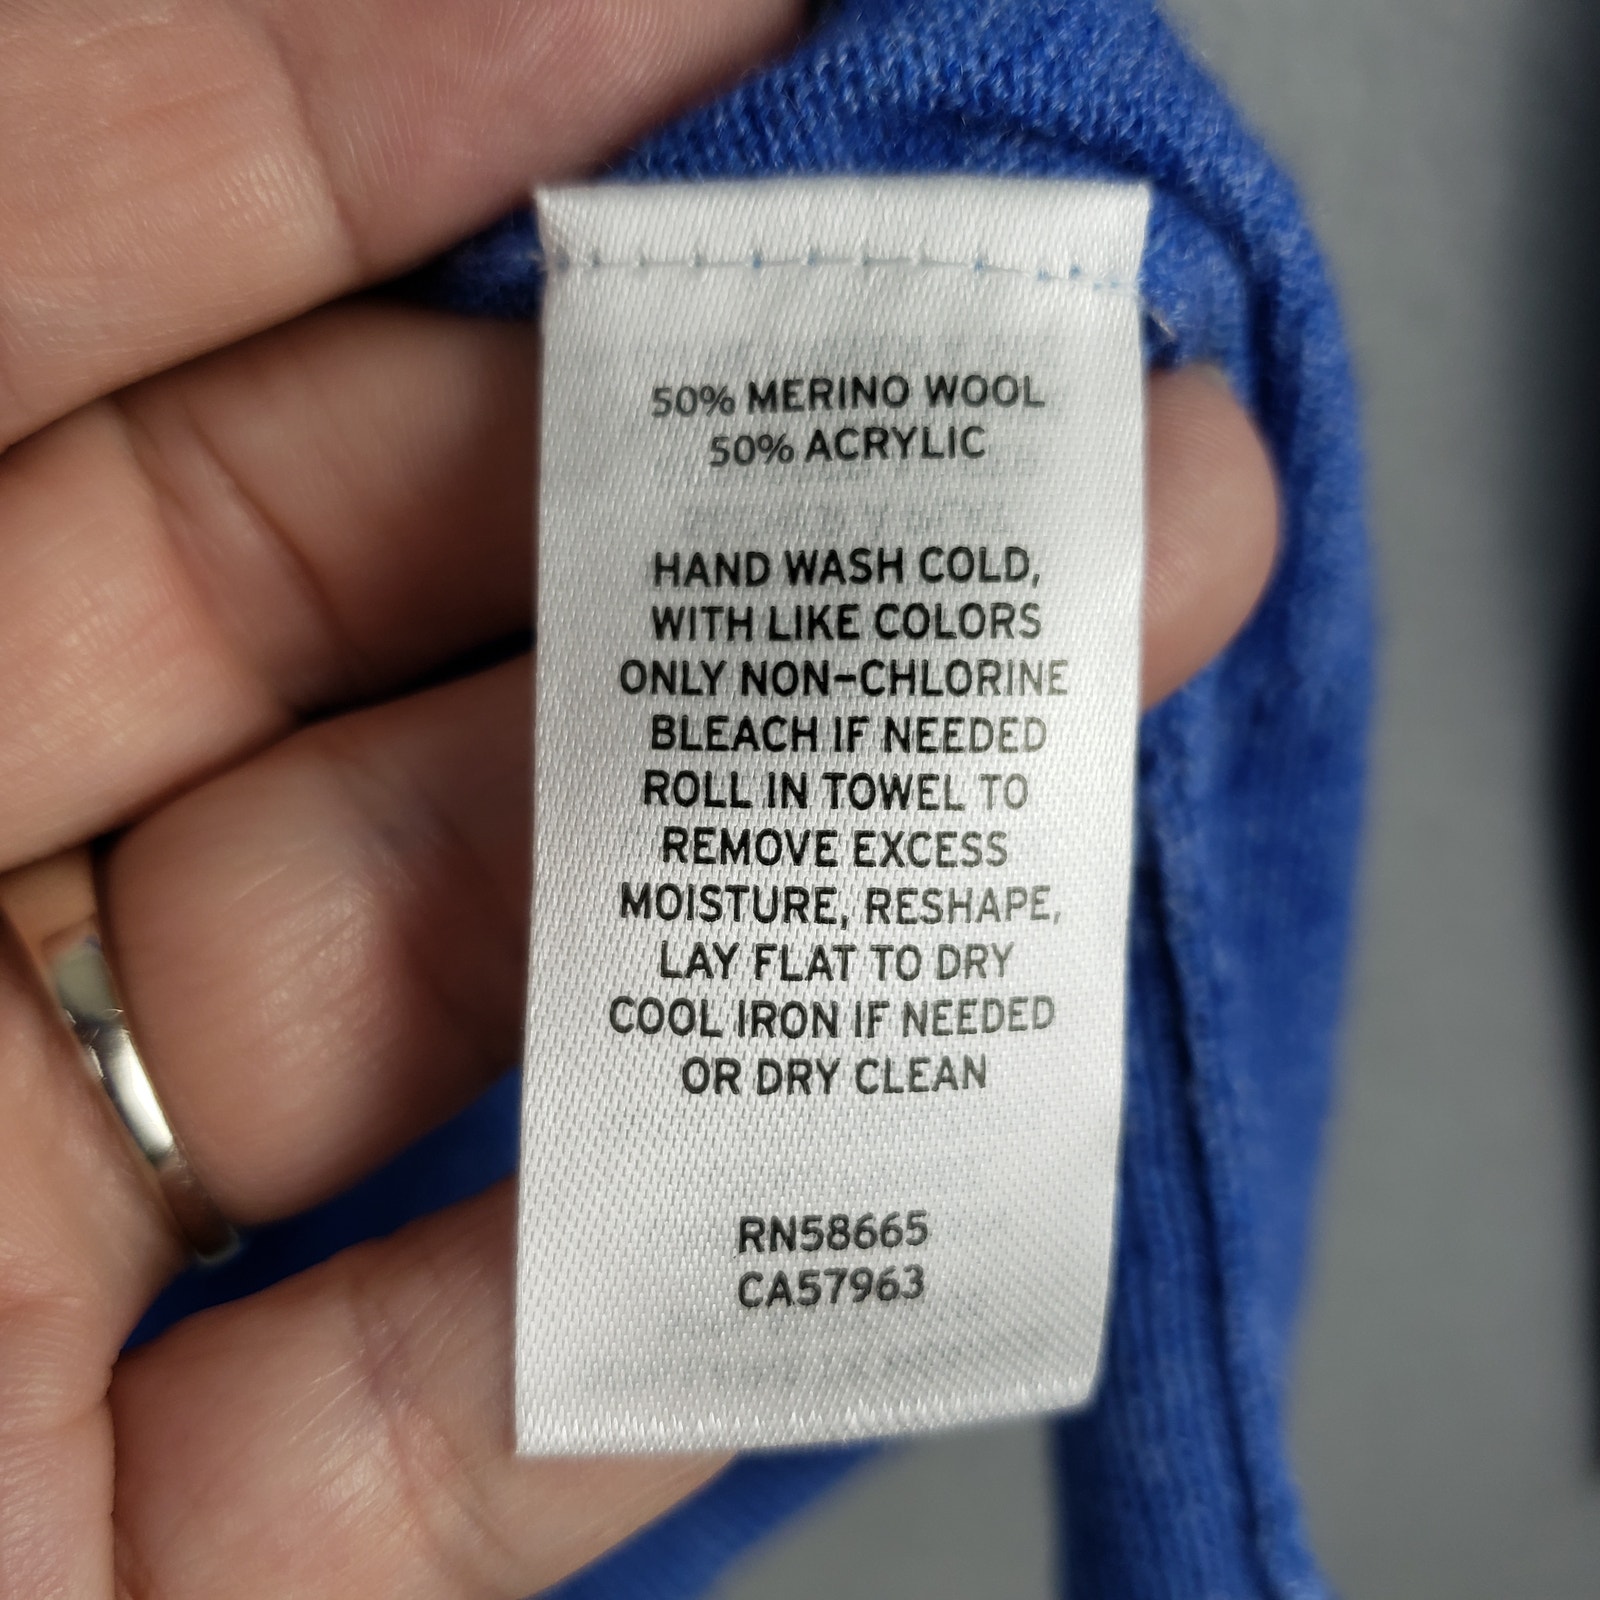 50% MERINO WOOL
50% ACRYLIC
HAND WASH COLD,
WITH LIKE COLORS
ONLY NON-CHLORINE
BLEACH IF NEEDED
ROLL IN TOWEL TO
REMOVE EXCESS
MOISTURE, RESHAPE,
LAY FLAT TO DRY
COOL IRON IF NEEDED
OR DRY CLEAN
RN58665
CA57963